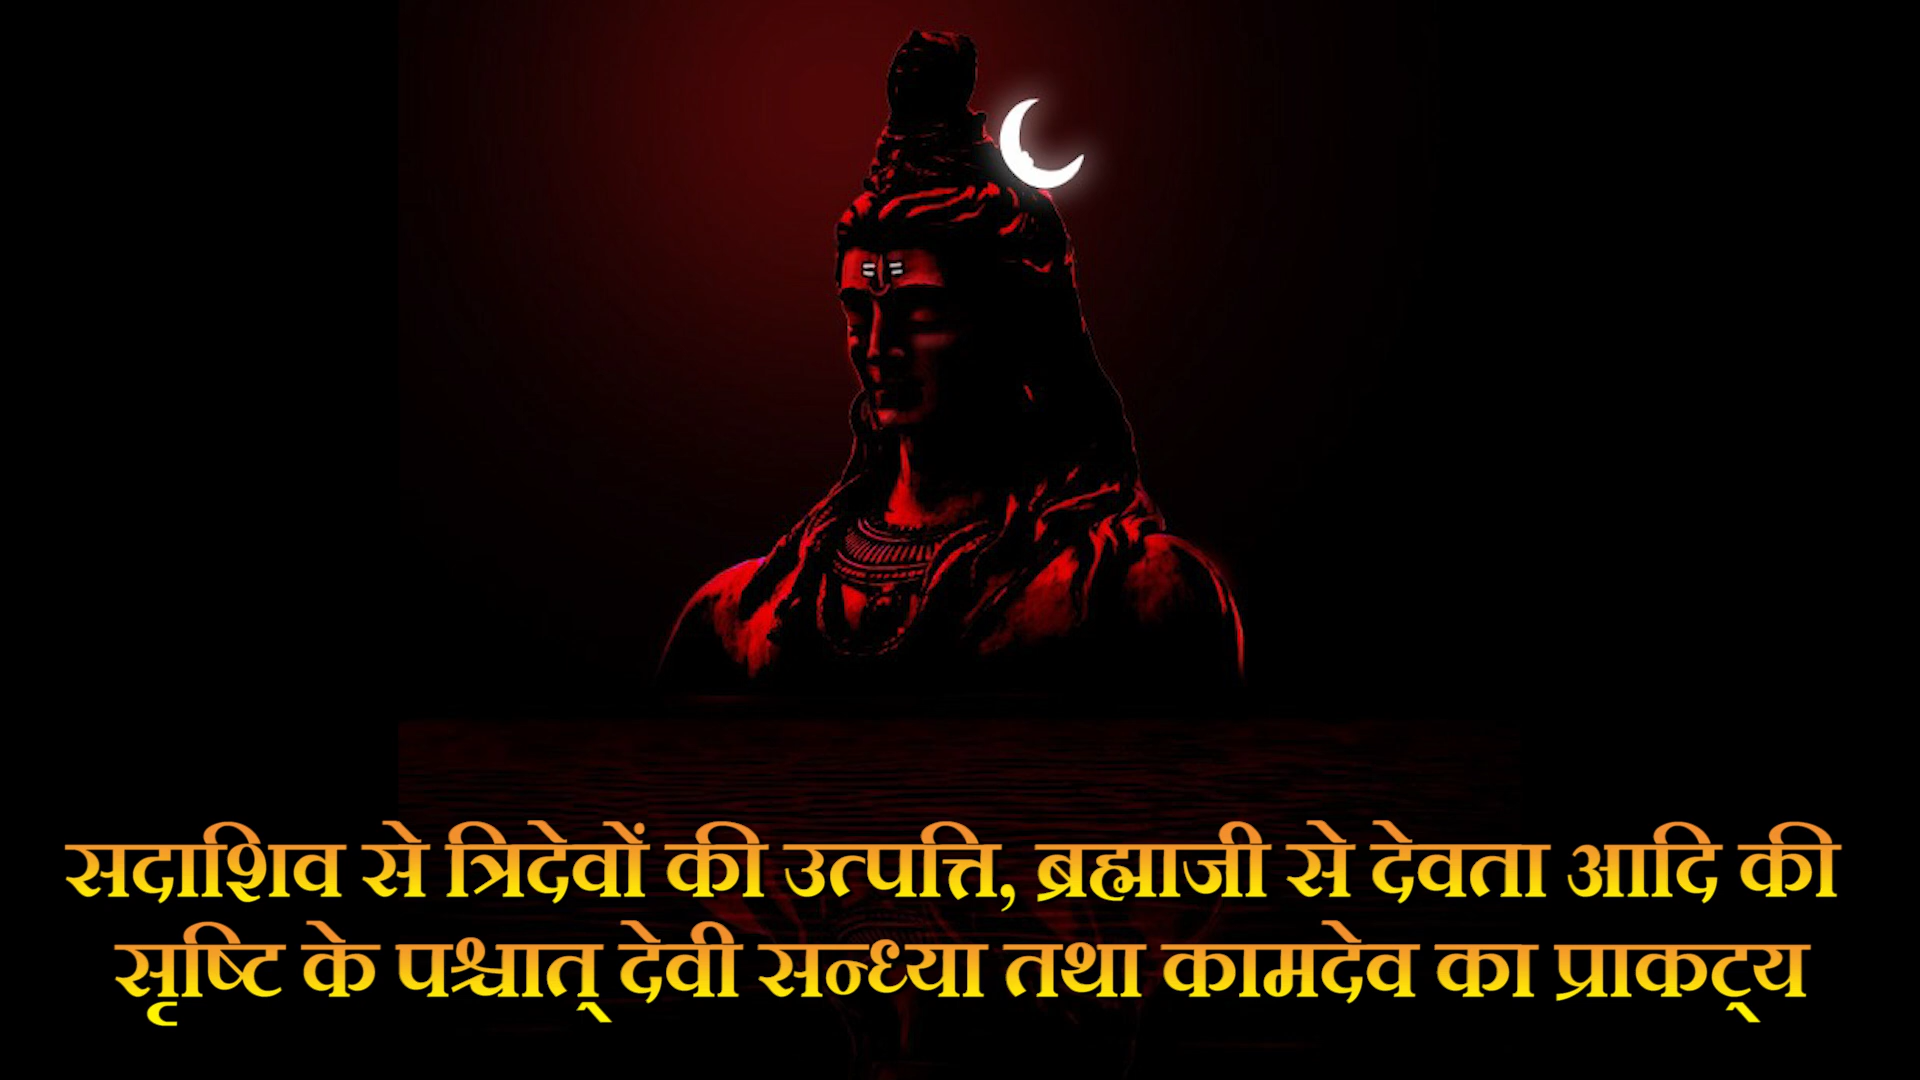 सदाशिव से त्रिदेवों की उत्पत्ति, ब्रह्माजी से देवता आदि की
सृष्टि के पश्चात् देवी सन्ध्या तथा कामदेव का प्राकट्य